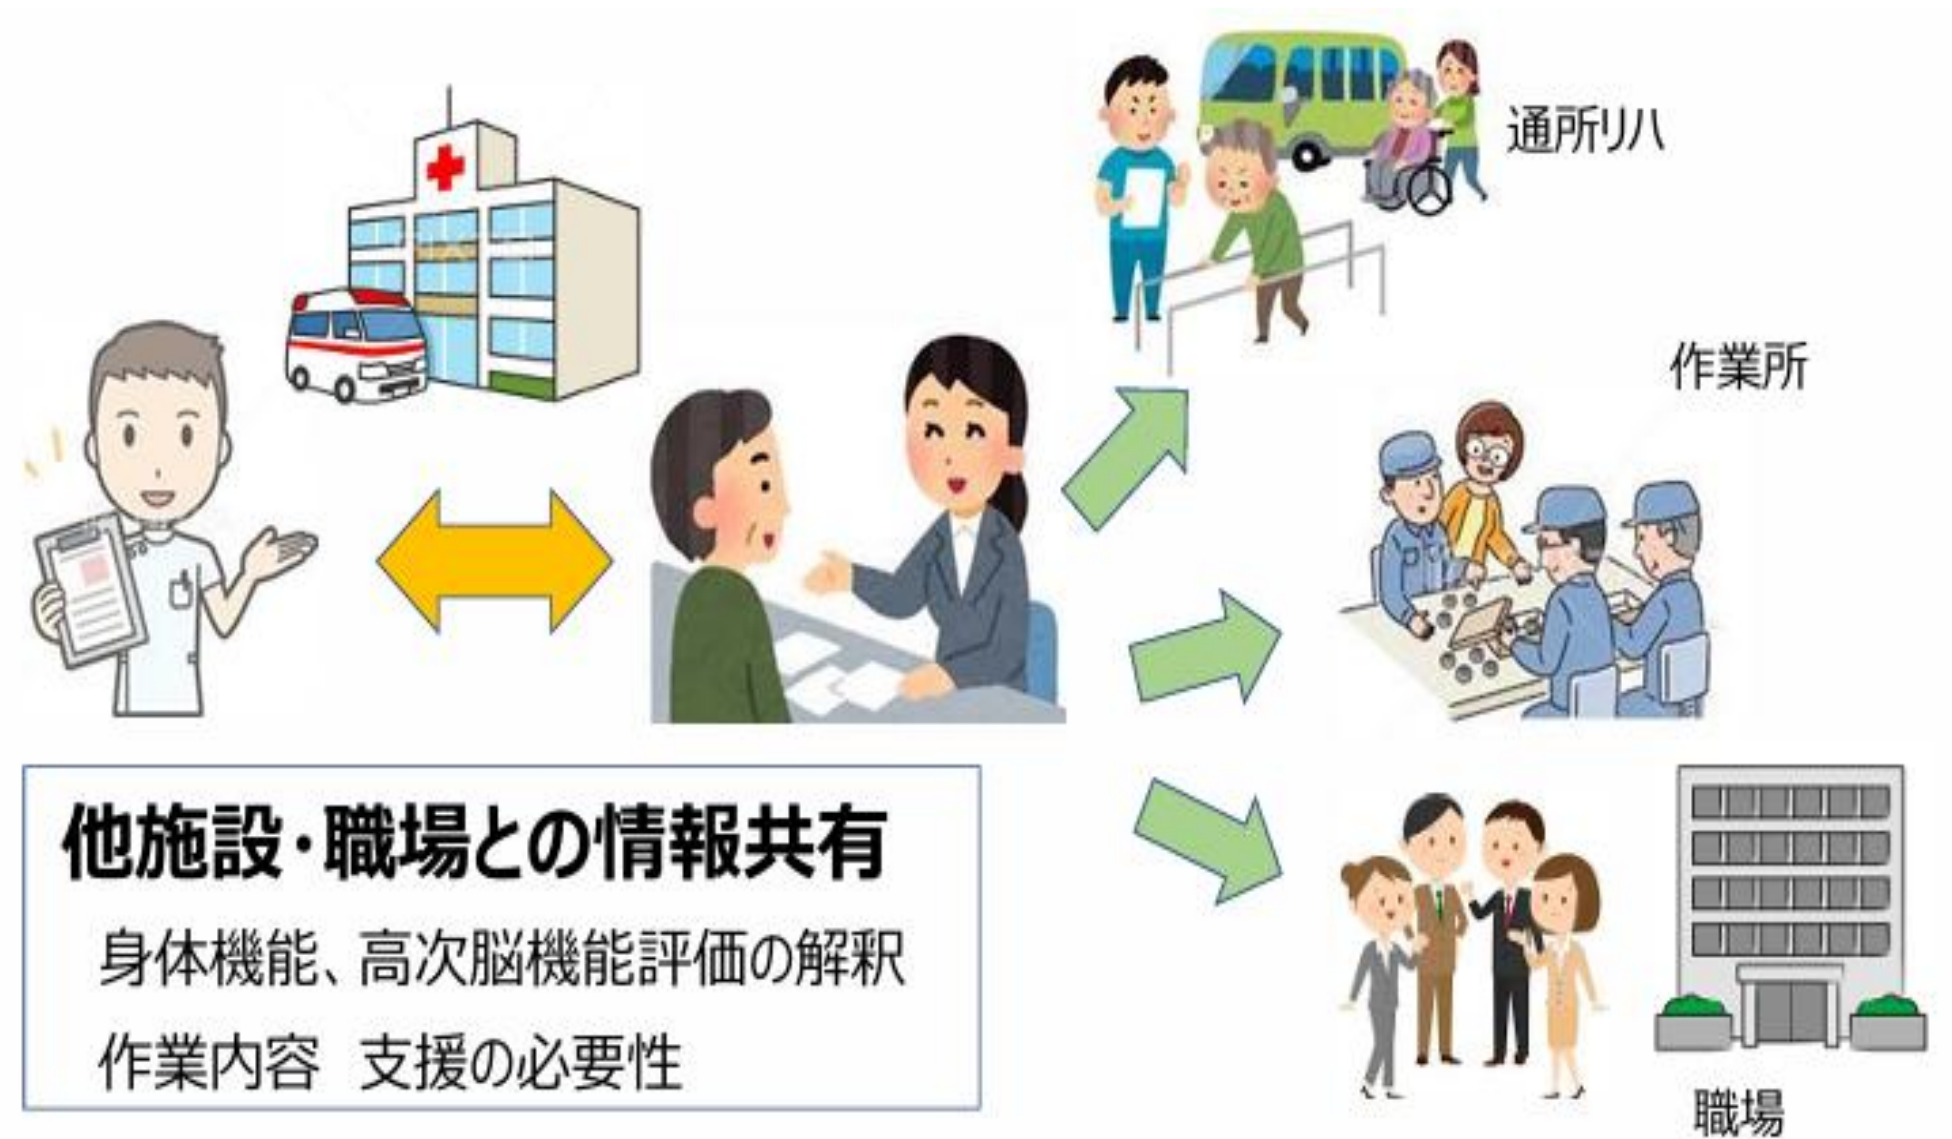 通所リハ
作業所
他施設・職場との情報共有
身体機能、高次脳機能評価の解釈
作業内容　支援の必要性
職場